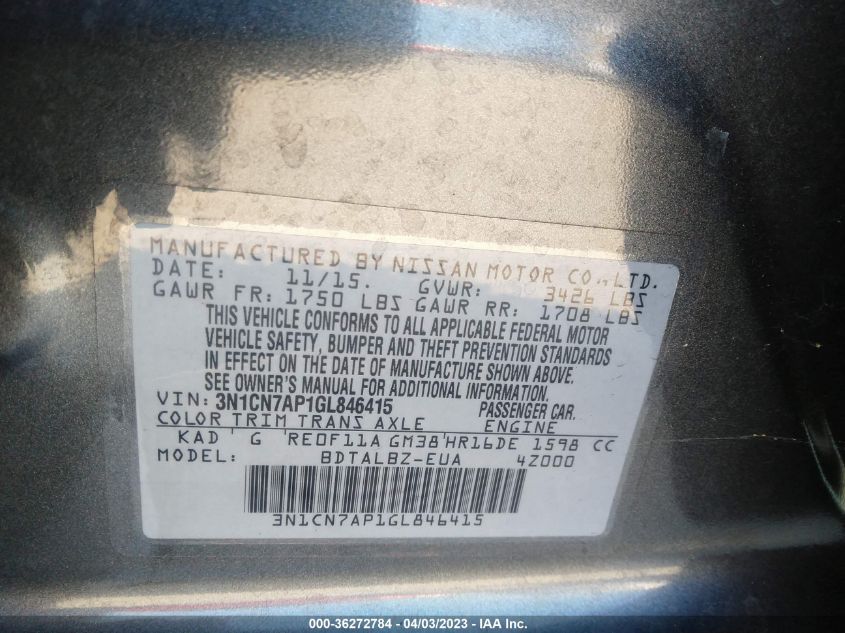 MANUFACTURED BY NISSAN MOTOR CO., LTD.
DATE: 11/15. GVWR: 3426 LBS
GAWR FR: 1750 LBS GAWR RR: 1708 LBS
THIS VEHICLE CONFORMS TO ALL APPLICABLE FEDERAL MOTOR
VEHICLE SAFETY, BUMPER AND THEFT PREVENTION STANDARDS
IN EFFECT ON THE DATE OF MANUFACTURE SHOWN ABOVE.
SEE OWNER'S MANUAL FOR ADDITIONAL INFORMATION.
VIN: 3N1CN7AP1GL846415 PASSENGER CAR.
COLOR TRIM TRANS AXLE ENGINE
KAD G RE0F11A GM38 HR16DE 1598 CC
MODEL: BDTALBZ-EUA 4Z000
3N1CN7AP1GL846415
000-36272784 - 04/03/2023 - IAA Inc.